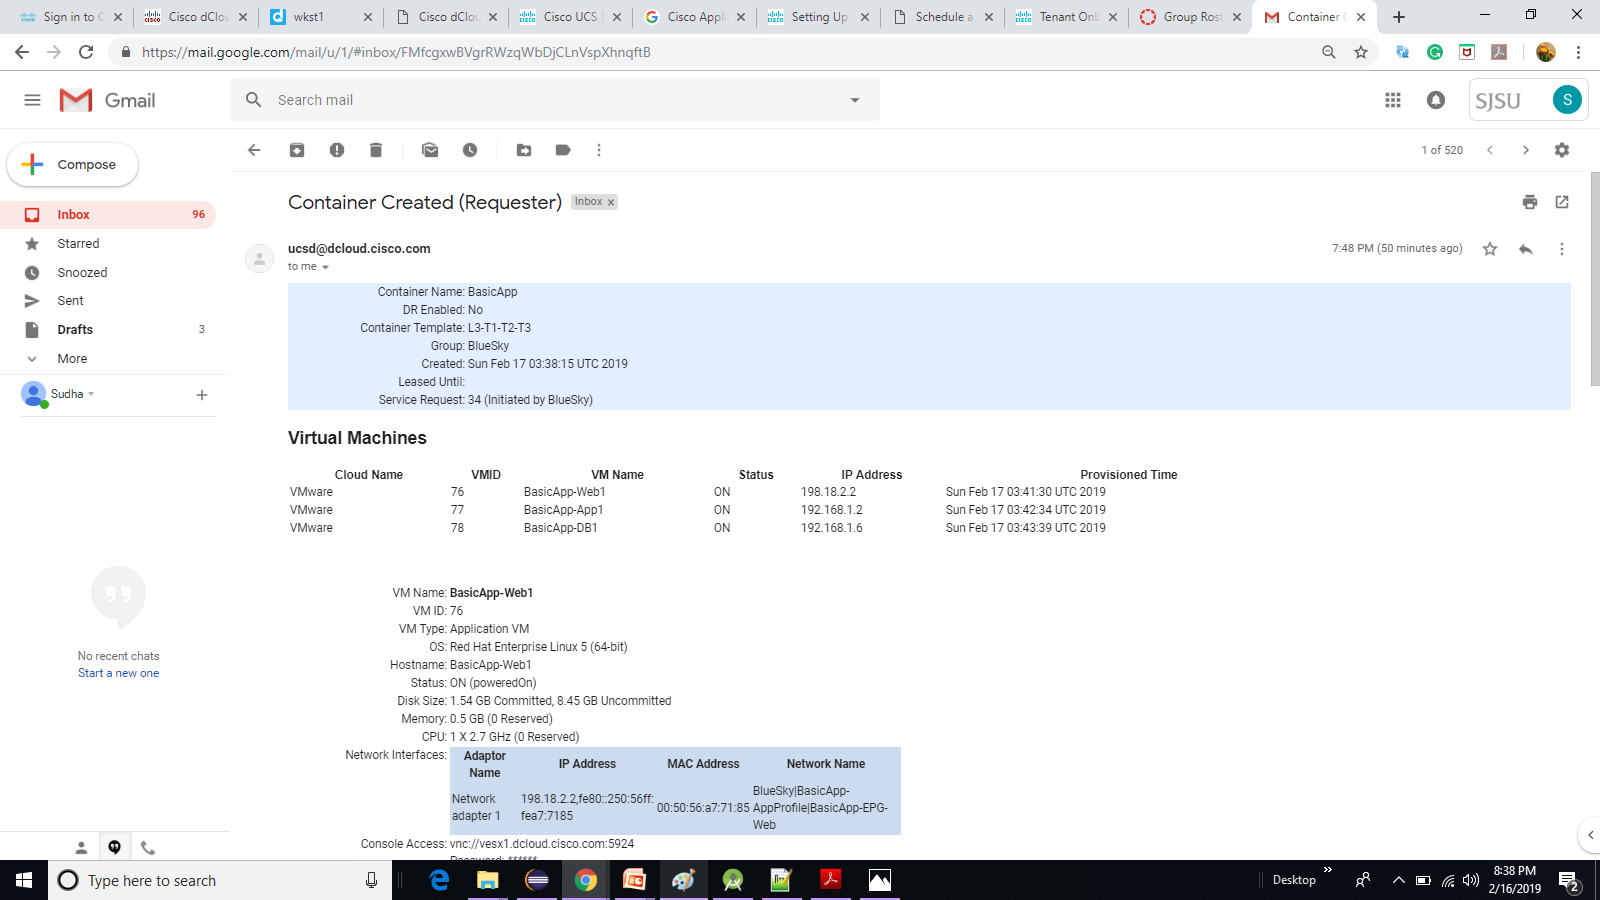 Sign in to C
Cisco dClou
wkst1
Cisco dClou
Cisco UCS
Cisco Appli
Setting Up
Schedule a
Tenant Onb
Group Rost
Container C
https://mail.google.com/mail/u/1/#inbox/FMfcgxwBVgrRWzqWbDjCLnVspXhnqftB
Gmail
Search mail
SJSU
S
Compose
1 of 520
Inbox 96
Starred
Snoozed
Sent
Drafts 3
More
Sudha
No recent chats
Start a new one
Container Created (Requester) Inbox x
ucsd@dcloud.cisco.com 7:48 PM (50 minutes ago)
to me
Container Name: BasicApp
DR Enabled: No
Container Template: L3-T1-T2-T3
Group: BlueSky
Created: Sun Feb 17 03:38:15 UTC 2019
Leased Until:
Service Request: 34 (Initiated by BlueSky)
Virtual Machines
Cloud Name VMID VM Name Status IP Address Provisioned Time
VMware 76 BasicApp-Web1 ON 198.18.2.2 Sun Feb 17 03:41:30 UTC 2019
VMware 77 BasicApp-App1 ON 192.168.1.2 Sun Feb 17 03:42:34 UTC 2019
VMware 78 BasicApp-DB1 ON 192.168.1.6 Sun Feb 17 03:43:39 UTC 2019
VM Name: BasicApp-Web1
VM ID: 76
VM Type: Application VM
OS: Red Hat Enterprise Linux 5 (64-bit)
Hostname: BasicApp-Web1
Status: ON (poweredOn)
Disk Size: 1.54 GB Committed, 8.45 GB Uncommitted
Memory: 0.5 GB (0 Reserved)
CPU: 1 X 2.7 GHz (0 Reserved)
Network Interfaces:
Adaptor Name IP Address MAC Address Network Name
Network adapter 1
198.18.2.2,fe80::250:56ff:
fea7:7185
00:50:56:a7:71:85
BlueSky|BasicApp-
AppProfile|BasicApp-EPG-
Web
Console Access: vnc://vesx1.dcloud.cisco.com:5924
Password: ******
Type here to search
Desktop
8:38 PM
2/16/2019
2